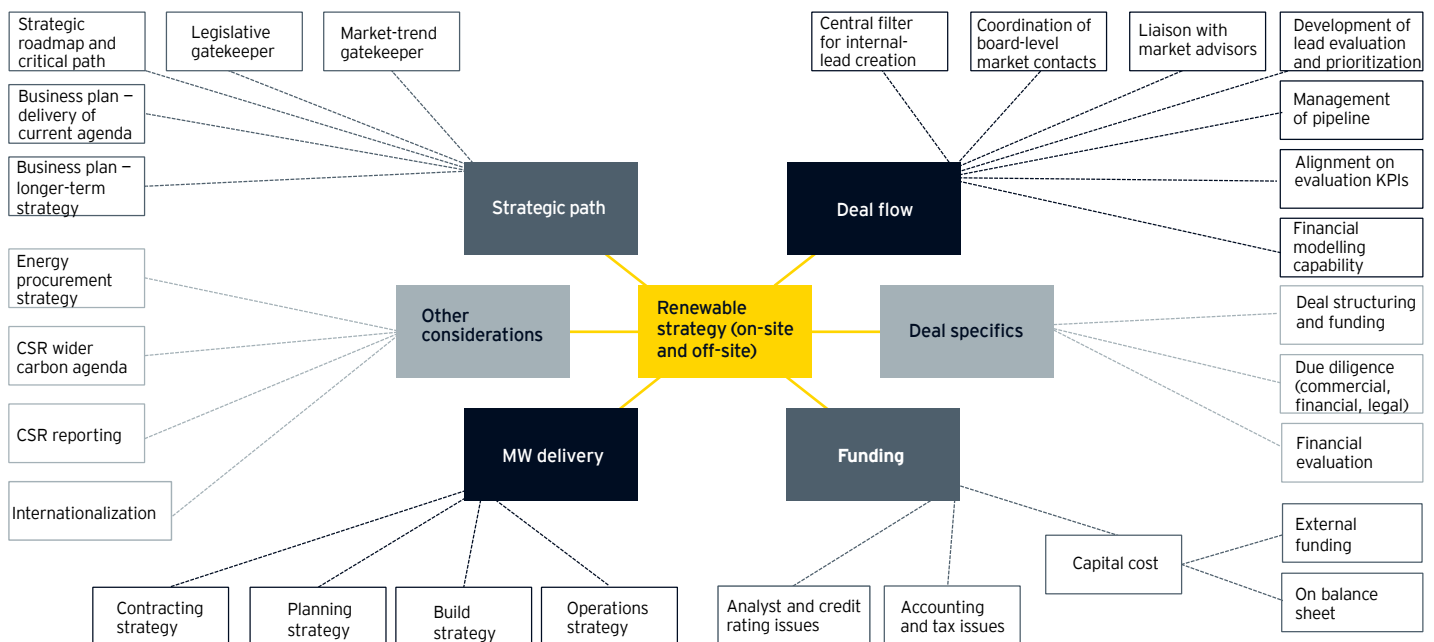 Strategic
roadmap and
critical path
Legislative
gatekeeper
Market-trend
gatekeeper
Business plan –
delivery of
current agenda
Business plan –
longer-term
strategy
Strategic path
Central filter
for internal-
lead creation
Coordination of
board-level
market contacts
Liaison with
market advisors
Development of
lead evaluation
and prioritization
Management
of pipeline
Alignment on
evaluation KPIs
Financial
modelling
capability
Deal flow
Energy
procurement
strategy
CSR wider
carbon agenda
CSR reporting
Internationalization
Other
considerations
Renewable
strategy (on-site
and off-site)
Deal specifics
Deal structuring
and funding
Due diligence
(commercial,
financial, legal)
Financial
evaluation
MW delivery
Contracting
strategy
Planning
strategy
Build
strategy
Operations
strategy
Funding
Analyst and credit
rating issues
Accounting
and tax issues
Capital cost
External
funding
On balance
sheet